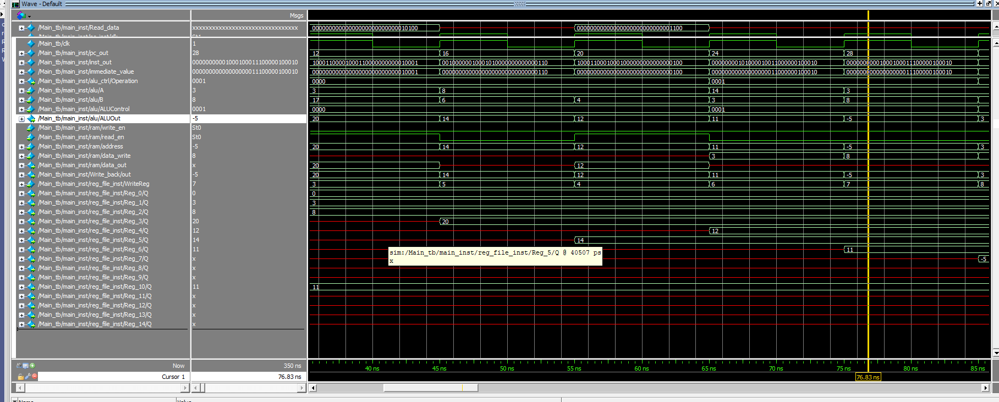 Wave - Default
Msgs
/Main_tb/main_inst/Read_data xxxxxxxxxxxxxxxxxxxxxxxxxxxxxxxx 00000000000000000000000000010100 00000000000000000000000000001100
/Main_tb/clk 1
/Main_tb/main_inst/pc_out 28 12 16 20 24 28
/Main_tb/main_inst/inst_out 00000000001000100011100000100010 10001100001000110000000000010001 00100000010001010000000000000110 10001100010001000000000000000100 00000000101000000011000000100010 00000000001000100011100000100010
/Main_tb/main_inst/immediate_value 00000000000000000011100000100010 00000000000000000000000000010001 00000000000000000000000000000110 00000000000000000000000000000100 00000000000000000011000000100010 00000000000000000011100000100010
/Main_tb/main_inst/alu_ctrl/Operation 0001 0000 0001
/Main_tb/main_inst/alu/A 3 3 8 14 3
/Main_tb/main_inst/alu/B 8 17 6 4 3 8
/Main_tb/main_inst/alu/ALUControl 0001 0000 0001
/Main_tb/main_inst/alu/ALUOut -5 20 14 12 11 -5 3
/Main_tb/main_inst/ram/write_en St0
/Main_tb/main_inst/ram/read_en St0
/Main_tb/main_inst/ram/address -5 20 14 12 11 -5 3
/Main_tb/main_inst/ram/data_write 8 3 8
/Main_tb/main_inst/ram/data_out x 20 12
/Main_tb/main_inst/Write_back/out -5 20 14 12 11 -5 3
/Main_tb/main_inst/reg_file_inst/WriteReg 7 3 5 4 6 7 8
/Main_tb/main_inst/reg_file_inst/Reg_0/Q 0 0
/Main_tb/main_inst/reg_file_inst/Reg_1/Q 3 3
/Main_tb/main_inst/reg_file_inst/Reg_2/Q 8 8
/Main_tb/main_inst/reg_file_inst/Reg_3/Q 20 20
/Main_tb/main_inst/reg_file_inst/Reg_4/Q 12 12
/Main_tb/main_inst/reg_file_inst/Reg_5/Q 14 14
/Main_tb/main_inst/reg_file_inst/Reg_6/Q 11 11
sim:/Main_tb/main_inst/reg_file_inst/Reg_5/Q @ 40507 ps
x
/Main_tb/main_inst/reg_file_inst/Reg_7/Q x -5
/Main_tb/main_inst/reg_file_inst/Reg_8/Q x
/Main_tb/main_inst/reg_file_inst/Reg_9/Q x
/Main_tb/main_inst/reg_file_inst/Reg_10/Q 11 11
/Main_tb/main_inst/reg_file_inst/Reg_11/Q x
/Main_tb/main_inst/reg_file_inst/Reg_12/Q x
/Main_tb/main_inst/reg_file_inst/Reg_13/Q x
/Main_tb/main_inst/reg_file_inst/Reg_14/Q x
Now 350 ns 40 ns 45 ns 50 ns 55 ns 60 ns 65 ns 70 ns 75 ns 80 ns 85 ns
Cursor 1 76.83 ns 76.83 ns